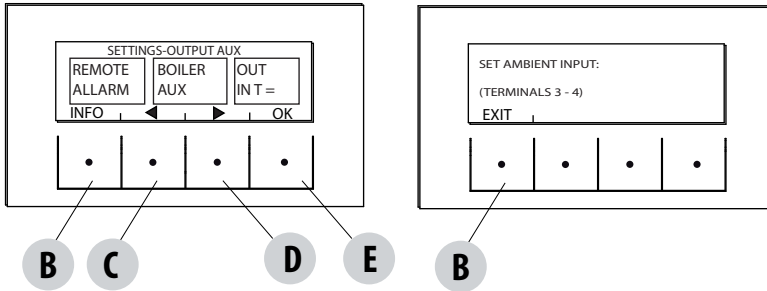 SETTINGS-OUTPUT AUX
REMOTE ALLARM
BOILER AUX
OUT IN T =
INFO
OK
B
C
D
E
SET AMBIENT INPUT:
(TERMINALS 3 - 4)
EXIT
B